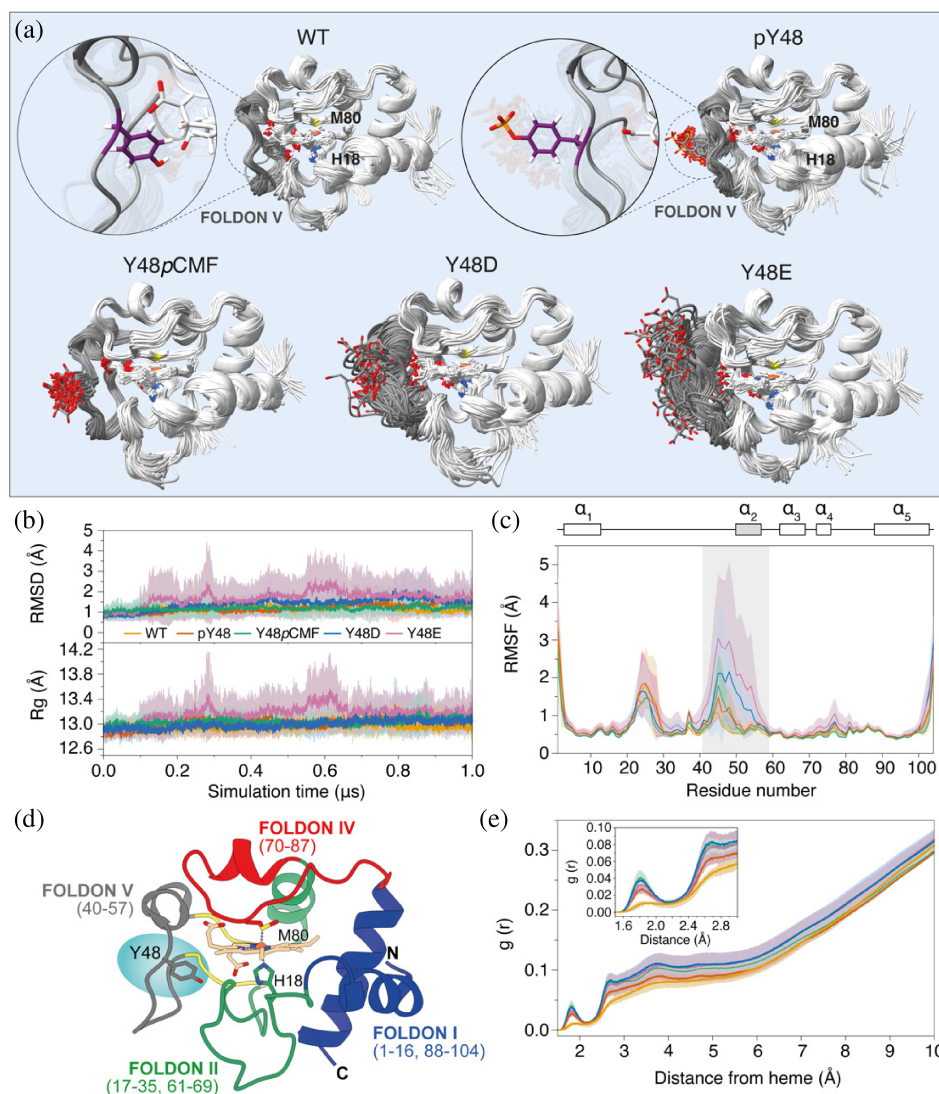 (a)
WT
pY48
M80
H18
FOLDON V
M80
H18
FOLDON V
Y48pCMF
Y48D
Y48E
(b)
RMSD (Å)
5
4
3
2
1
0
WT
pY48
Y48pCMF
Y48D
Y48E
Rg (Å)
14.2
13.8
13.4
13.0
12.6
0.0
0.2
0.4
0.6
0.8
1.0
Simulation time (µs)
(c)
α1
α2
α3
α4
α5
RMSF (Å)
5
3
2
1
0
10
20
30
40
50
60
70
80
90
100
Residue number
(d)
FOLDON IV
(70-87)
FOLDON V
(40-57)
Y48
M80
H18
N
C
FOLDON I
(1-16, 88-104)
FOLDON II
(17-35, 61-69)
(e)
g (r)
0.3
0.2
0.1
0.0
g (r)
0.10
0.08
0.06
0.04
0.02
0.00
1.6
2.0
2.4
2.8
Distance (Å)
2
3
4
5
6
7
8
9
10
Distance from heme (Å)